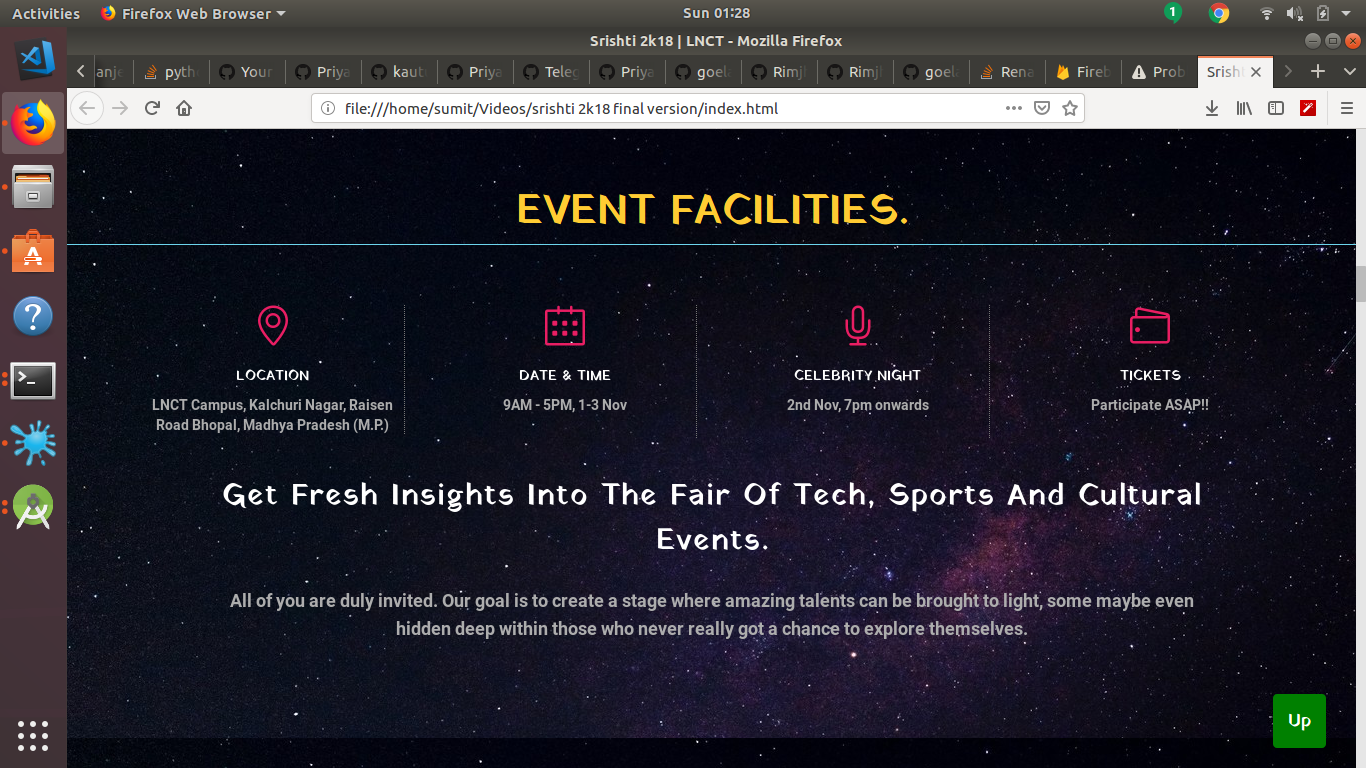 Activities Firefox Web Browser Sun 01:28 1
Srishti 2k18 | LNCT - Mozilla Firefox
anje pyth Your Priya kaut Priya Teleg Priya goela Rimj Rimj goela Rena Fireb Prob Srisht
file:///home/sumit/Videos/srishti 2k18 final version/index.html
EVENT FACILITIES.
LOCATION
LNCT Campus, Kalchuri Nagar, Raisen
Road Bhopal, Madhya Pradesh (M.P.)
DATE & TIME
9AM - 5PM, 1-3 Nov
CELEBRITY NIGHT
2nd Nov, 7pm onwards
TICKETS
Participate ASAP!!
Get Fresh Insights Into The Fair Of Tech, Sports And Cultural
Events.
All of you are duly invited. Our goal is to create a stage where amazing talents can be brought to light, some maybe even
hidden deep within those who never really got a chance to explore themselves.
Up